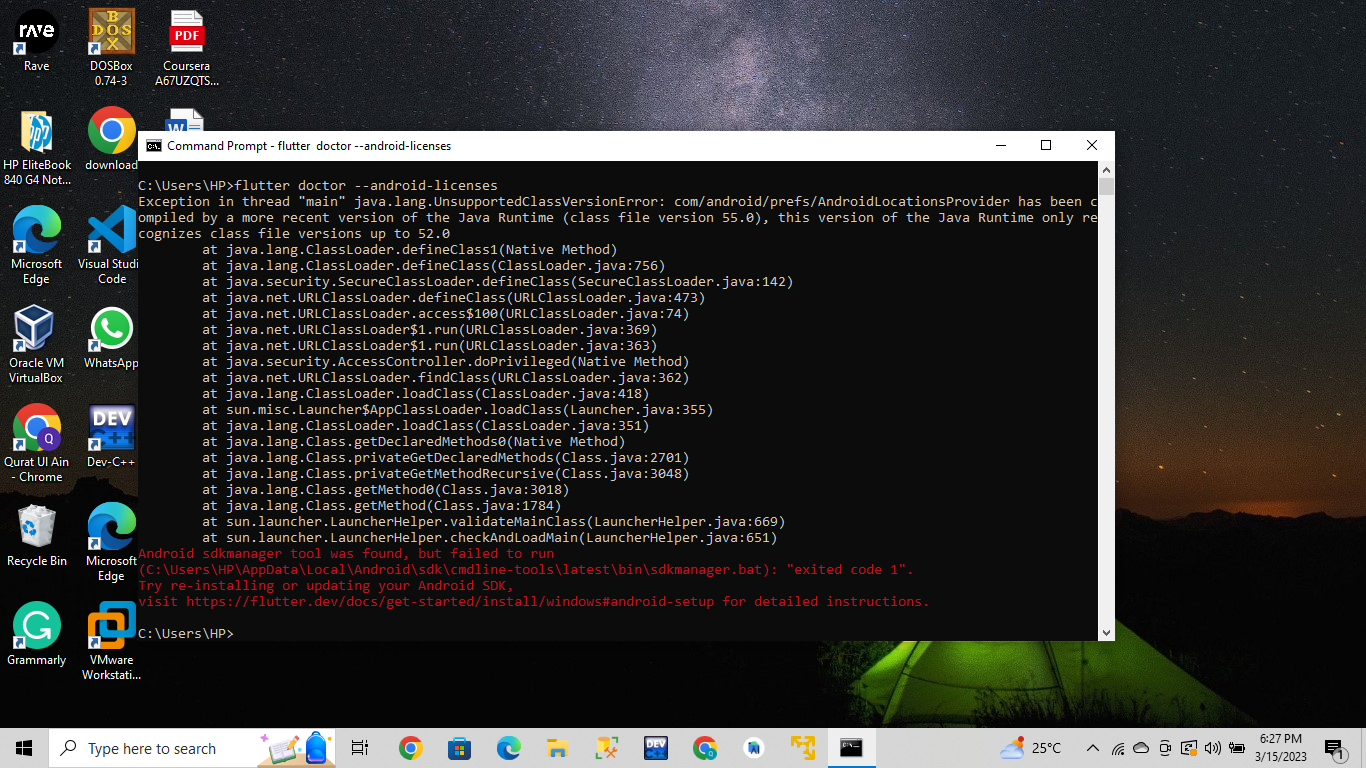 Rave
DOSBox
0.74-3
PDF
Coursera
A67UZQTS...
HP EliteBook
840 G4 Not...
download
Microsoft
Edge
Visual Studi
Code
Oracle VM
VirtualBox
WhatsApp
Qurat Ul Ain
- Chrome
DEV
Dev-C++
Recycle Bin
Microsoft
Edge
Grammarly
VMware
Workstati...
Command Prompt - flutter  doctor --android-licenses
C:\Users\HP>flutter doctor --android-licenses
Exception in thread "main" java.lang.UnsupportedClassVersionError: com/android/prefs/AndroidLocationsProvider has been c
ompiled by a more recent version of the Java Runtime (class file version 55.0), this version of the Java Runtime only re
cognizes class file versions up to 52.0
at java.lang.ClassLoader.defineClass1(Native Method)
at java.lang.ClassLoader.defineClass(ClassLoader.java:756)
at java.security.SecureClassLoader.defineClass(SecureClassLoader.java:142)
at java.net.URLClassLoader.defineClass(URLClassLoader.java:473)
at java.net.URLClassLoader.access$100(URLClassLoader.java:74)
at java.net.URLClassLoader$1.run(URLClassLoader.java:369)
at java.net.URLClassLoader$1.run(URLClassLoader.java:363)
at java.security.AccessController.doPrivileged(Native Method)
at java.net.URLClassLoader.findClass(URLClassLoader.java:362)
at java.lang.ClassLoader.loadClass(ClassLoader.java:418)
at sun.misc.Launcher$AppClassLoader.loadClass(Launcher.java:355)
at java.lang.ClassLoader.loadClass(ClassLoader.java:351)
at java.lang.Class.getDeclaredMethods0(Native Method)
at java.lang.Class.privateGetDeclaredMethods(Class.java:2701)
at java.lang.Class.privateGetMethodRecursive(Class.java:3048)
at java.lang.Class.getMethod0(Class.java:3018)
at java.lang.Class.getMethod(Class.java:1784)
at sun.launcher.LauncherHelper.validateMainClass(LauncherHelper.java:669)
at sun.launcher.LauncherHelper.checkAndLoadMain(LauncherHelper.java:651)
Android sdkmanager tool was found, but failed to run
(C:\Users\HP\AppData\Local\Android\sdk\cmdline-tools\latest\bin\sdkmanager.bat): "exited code 1".
Try re-installing or updating your Android SDK,
visit https://flutter.dev/docs/get-started/install/windows#android-setup for detailed instructions.
C:\Users\HP>
Type here to search
DEV
25°C
6:27 PM
3/15/2023
1